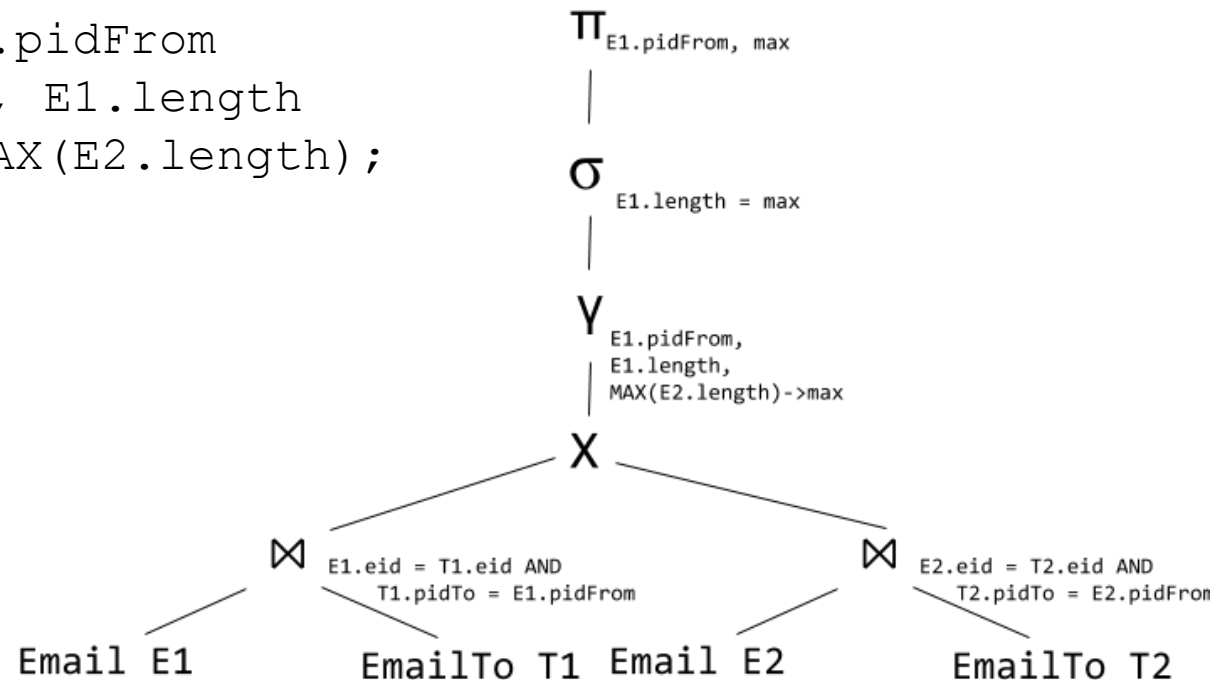 .pidFrom
, E1.length
AX(E2.length);
π E1.pidFrom, max
σ E1.length = max
γ E1.pidFrom,
E1.length,
MAX(E2.length)->max
X
⋈ E1.eid = T1.eid AND
T1.pidTo = E1.pidFrom
⋈ E2.eid = T2.eid AND
T2.pidTo = E2.pidFrom
Email E1
EmailTo T1
Email E2
EmailTo T2